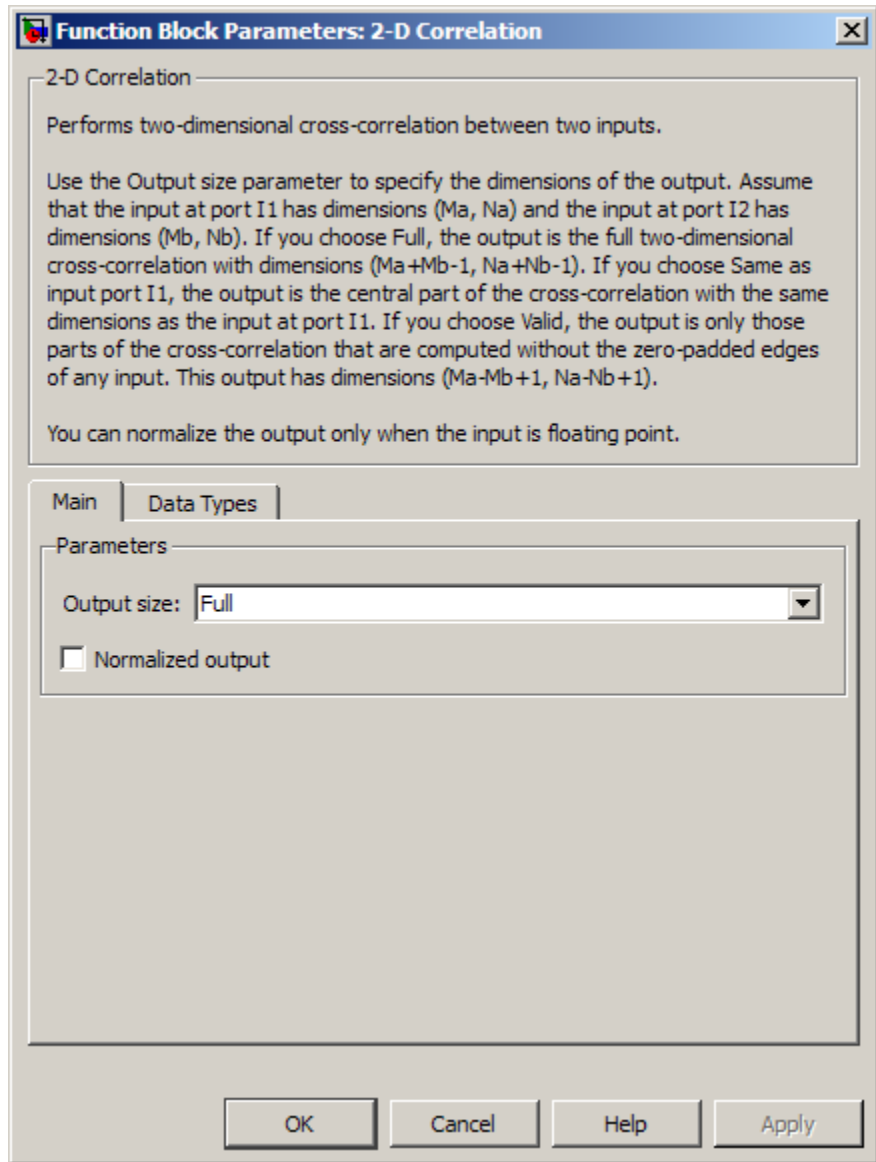 Function Block Parameters: 2-D Correlation
2-D Correlation
Performs two-dimensional cross-correlation between two inputs.
Use the Output size parameter to specify the dimensions of the output. Assume
that the input at port I1 has dimensions (Ma, Na) and the input at port I2 has
dimensions (Mb, Nb). If you choose Full, the output is the full two-dimensional
cross-correlation with dimensions (Ma+Mb-1, Na+Nb-1). If you choose Same as
input port I1, the output is the central part of the cross-correlation with the same
dimensions as the input at port I1. If you choose Valid, the output is only those
parts of the cross-correlation that are computed without the zero-padded edges
of any input. This output has dimensions (Ma-Mb+1, Na-Nb+1).
You can normalize the output only when the input is floating point.
Main Data Types
Parameters
Output size: Full
Normalized output
OK Cancel Help Apply